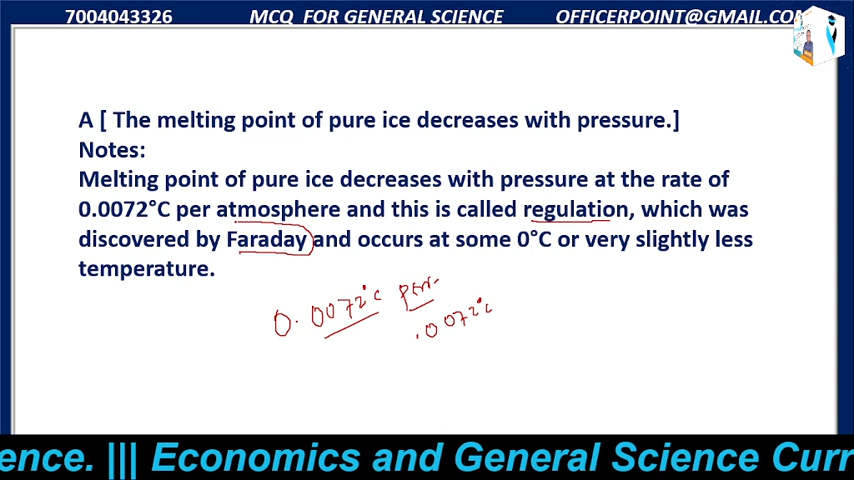 7004043326 MCQ FOR GENERAL SCIENCE OFFICERPOINT@GMAIL.COM
A [ The melting point of pure ice decreases with pressure.]
Notes:
Melting point of pure ice decreases with pressure at the rate of
0.0072°C per atmosphere and this is called regulation, which was
discovered by Faraday and occurs at some 0°C or very slightly less
temperature.
0.0072°C per
.0072°C
ence. ||| Economics and General Science Curr